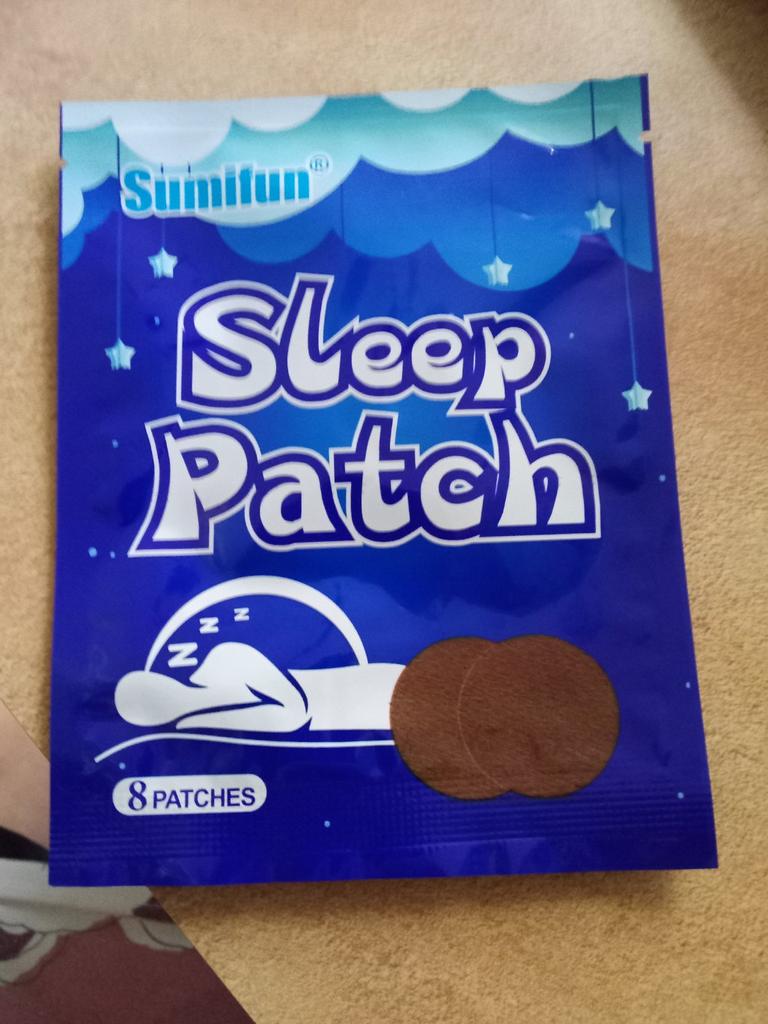 Sumifun®
Sleep
Patch
z z z
8 PATCHES